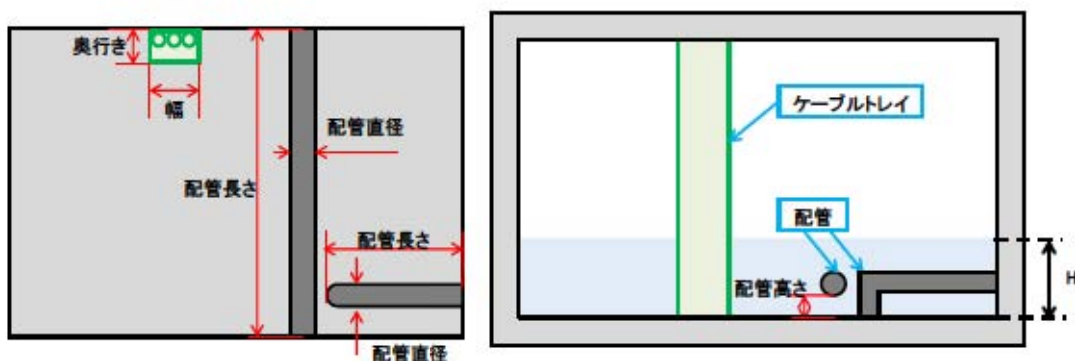 奥行き
幅
配管直径
配管長さ
配管長さ
配管直径
ケーブルトレイ
配管
配管高さ
H